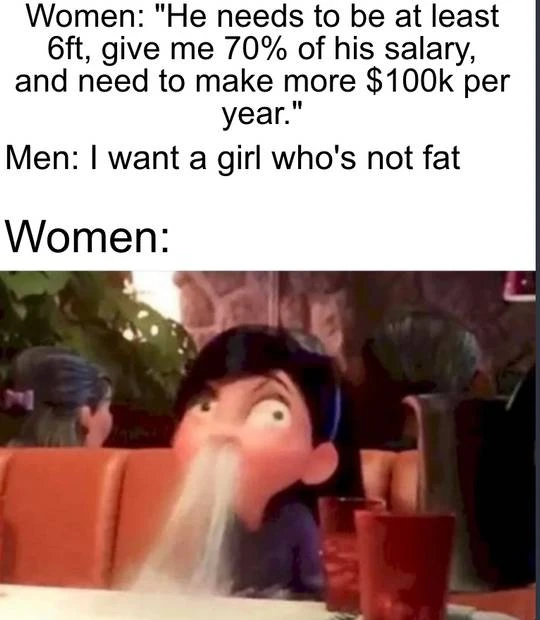 Women: "He needs to be at least
6ft, give me 70% of his salary,
and need to make more $100k per
year."
Men: I want a girl who's not fat
Women: